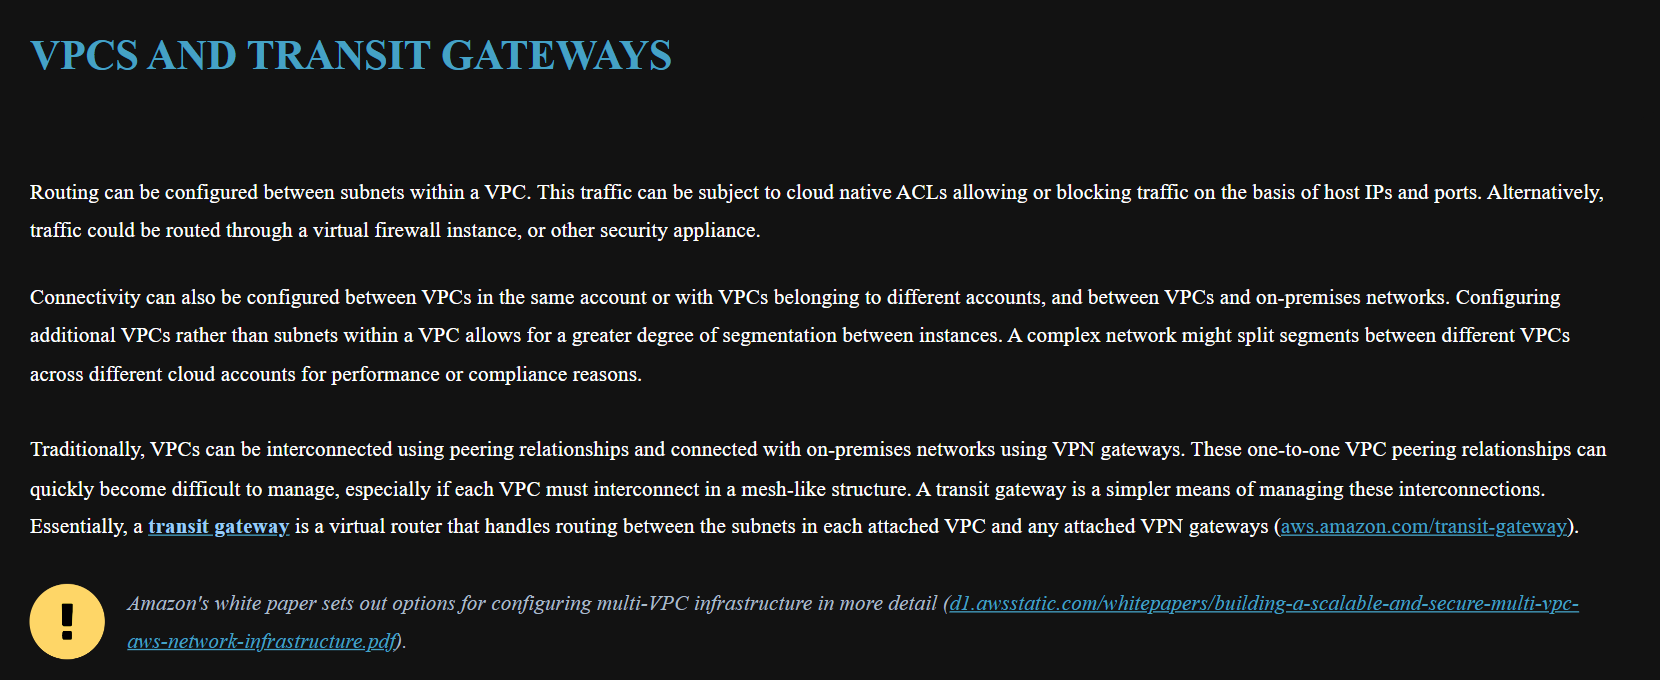 VPCS AND TRANSIT GATEWAYS
Routing can be configured between subnets within a VPC. This traffic can be subject to cloud native ACLs allowing or blocking traffic on the basis of host IPs and ports. Alternatively,
traffic could be routed through a virtual firewall instance, or other security appliance.
Connectivity can also be configured between VPCs in the same account or with VPCs belonging to different accounts, and between VPCs and on-premises networks. Configuring
additional VPCs rather than subnets within a VPC allows for a greater degree of segmentation between instances. A complex network might split segments between different VPCs
across different cloud accounts for performance or compliance reasons.
Traditionally, VPCs can be interconnected using peering relationships and connected with on-premises networks using VPN gateways. These one-to-one VPC peering relationships can
quickly become difficult to manage, especially if each VPC must interconnect in a mesh-like structure. A transit gateway is a simpler means of managing these interconnections.
Essentially, a transit gateway is a virtual router that handles routing between the subnets in each attached VPC and any attached VPN gateways (aws.amazon.com/transit-gateway).
Amazon's white paper sets out options for configuring multi-VPC infrastructure in more detail (d1.awsstatic.com/whitepapers/building-a-scalable-and-secure-multi-vpc-
aws-network-infrastructure.pdf).